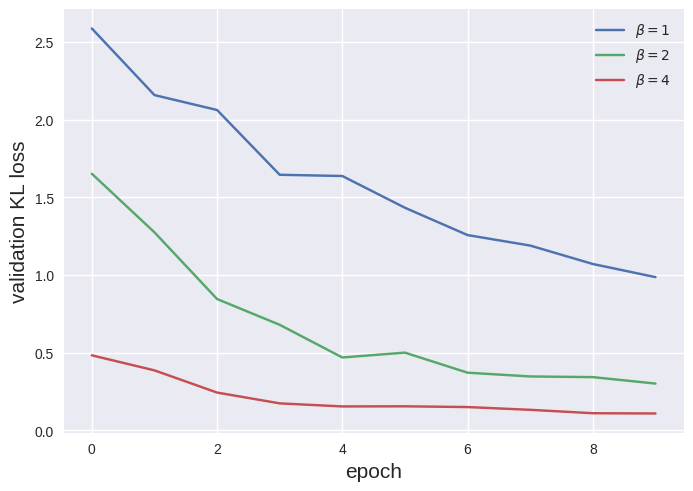 2.5
2.0
1.5
1.0
0.5
0.0
validation KL loss
0 2 4 6 8
epoch
β = 1
β = 2
β = 4